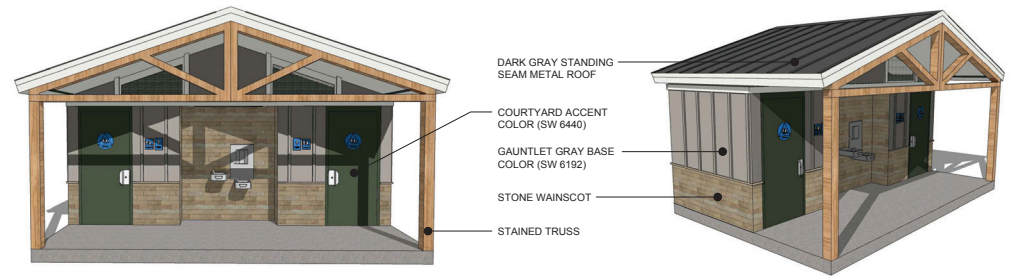 DARK GRAY STANDING
SEAM METAL ROOF
COURTYARD ACCENT
COLOR (SW 6440)
GAUNTLET GRAY BASE
COLOR (SW 6192)
STONE WAINSCOT
STAINED TRUSS